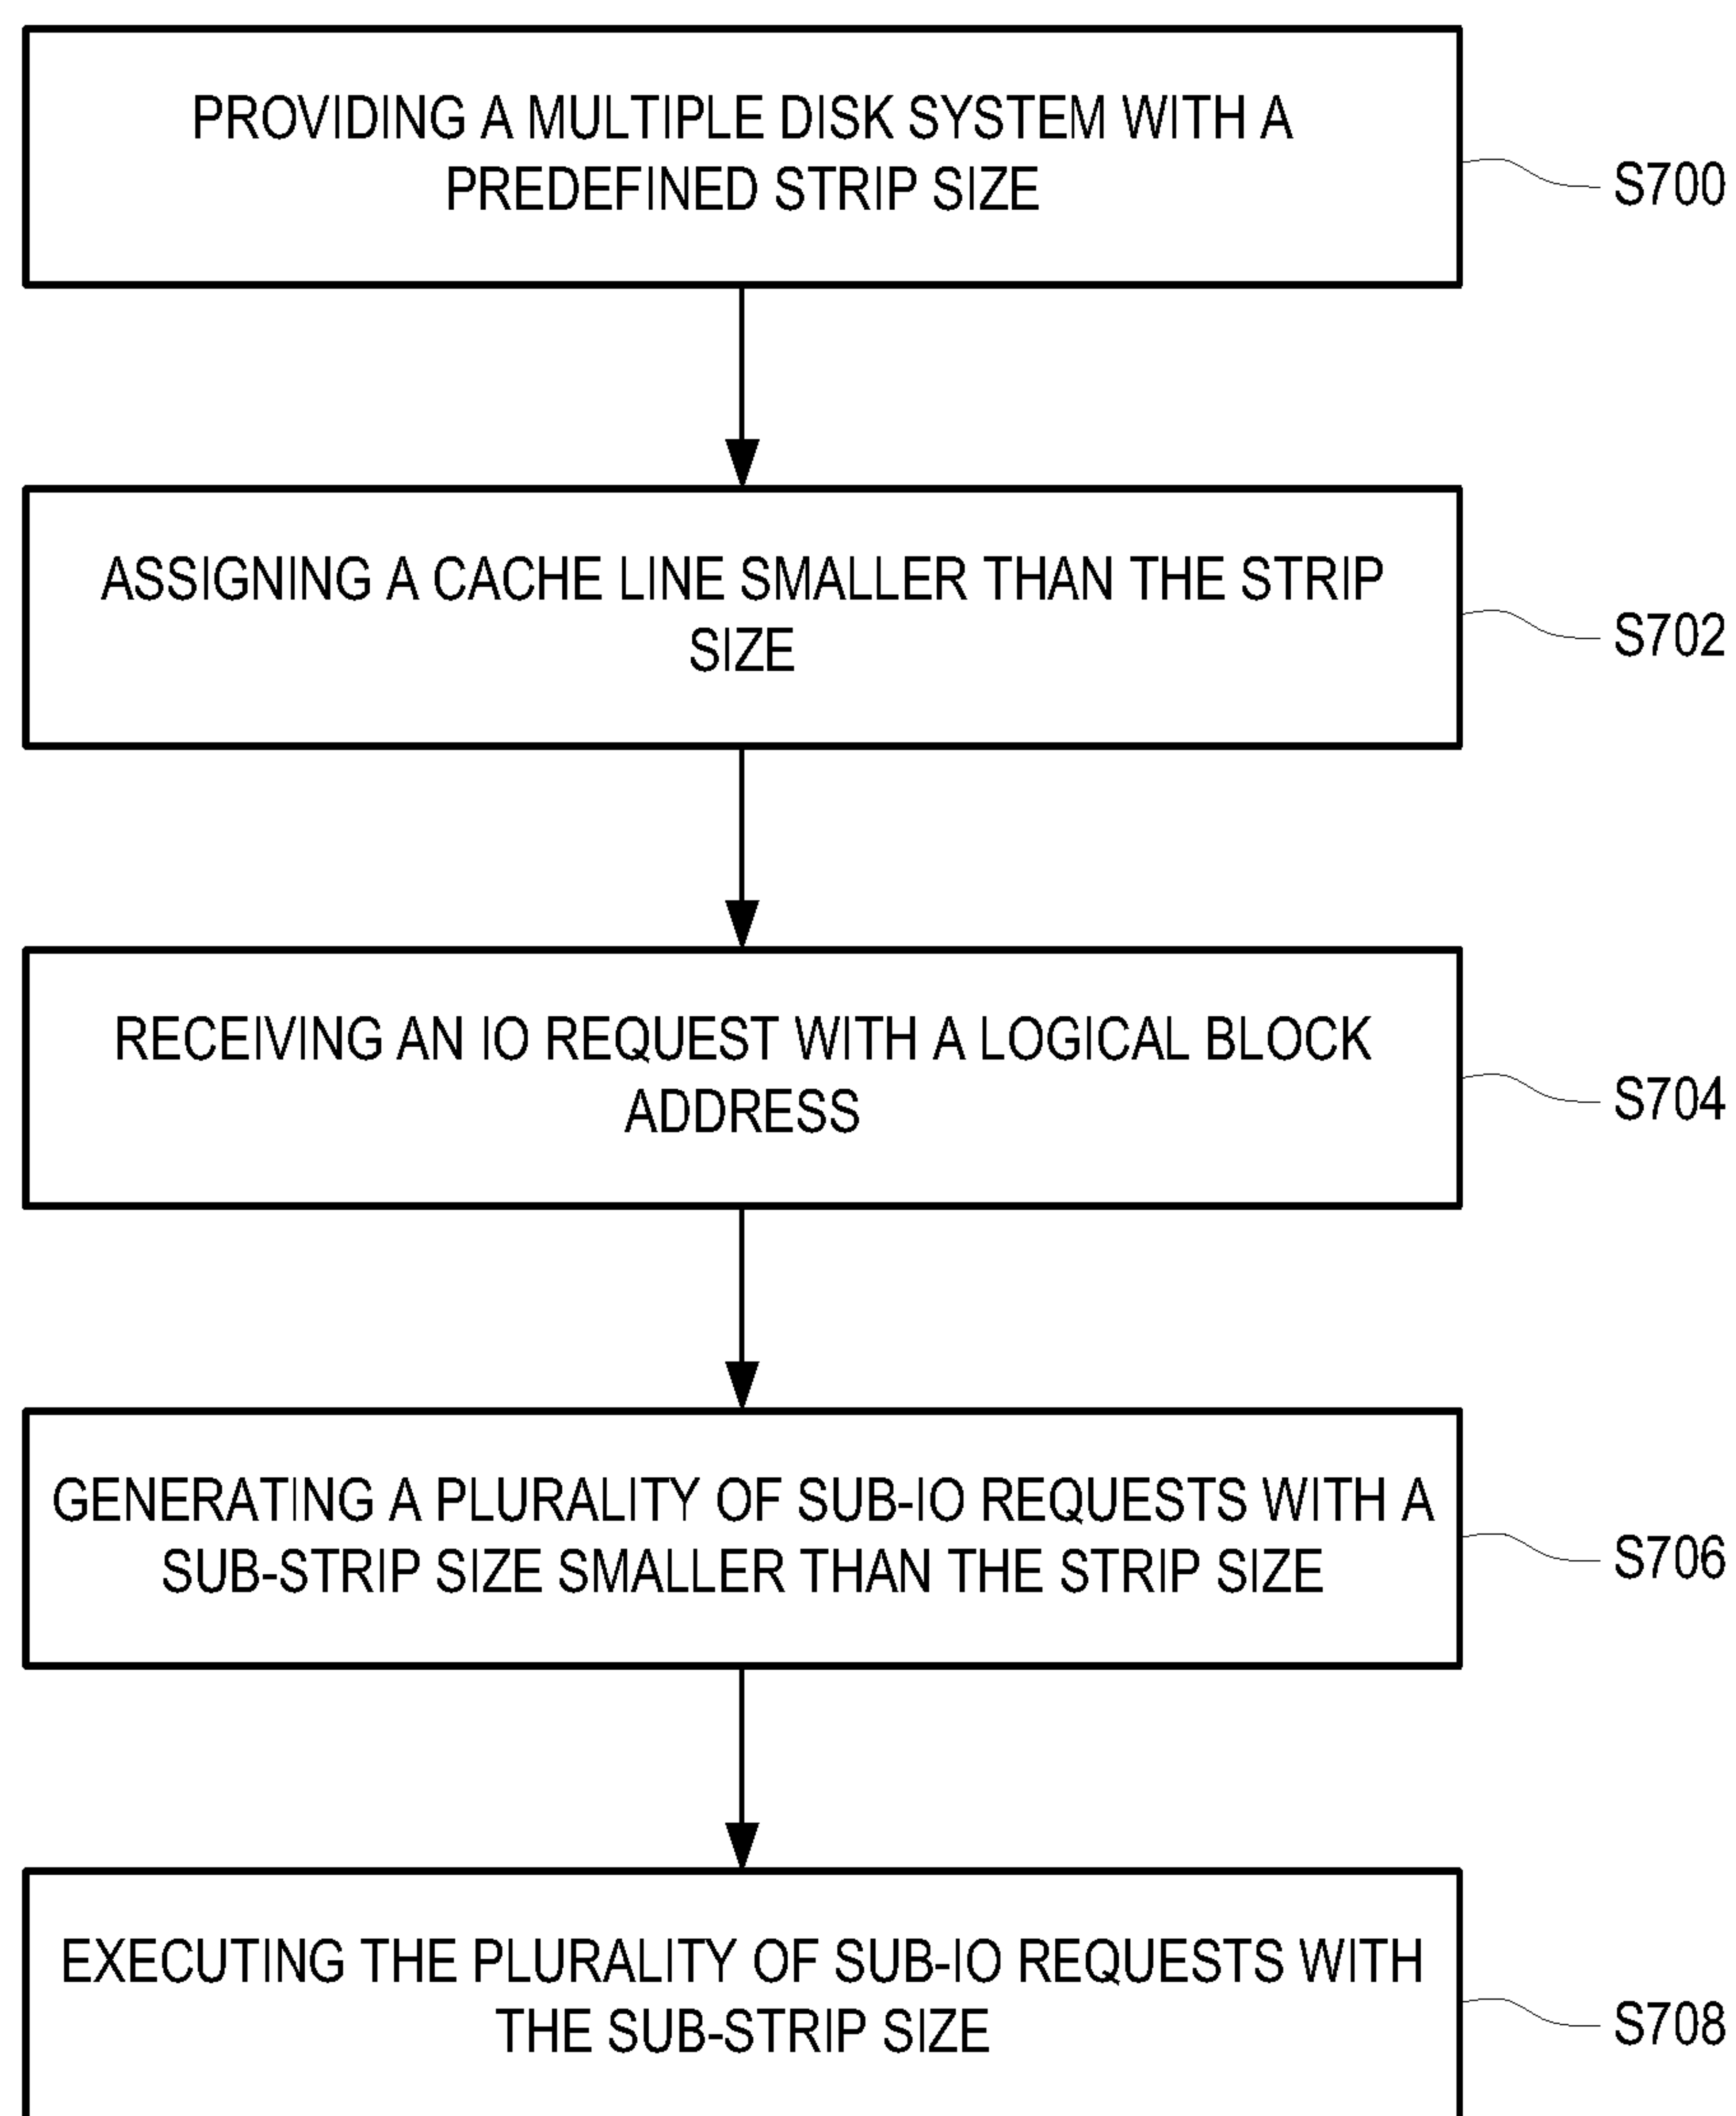 PROVIDING A MULTIPLE DISK SYSTEM WITH A
PREDEFINED STRIP SIZE
S700
ASSIGNING A CACHE LINE SMALLER THAN THE STRIP
SIZE
S702
RECEIVING AN IO REQUEST WITH A LOGICAL BLOCK
ADDRESS
S704
GENERATING A PLURALITY OF SUB-IO REQUESTS WITH A
SUB-STRIP SIZE SMALLER THAN THE STRIP SIZE
S706
EXECUTING THE PLURALITY OF SUB-IO REQUESTS WITH
THE SUB-STRIP SIZE
S708